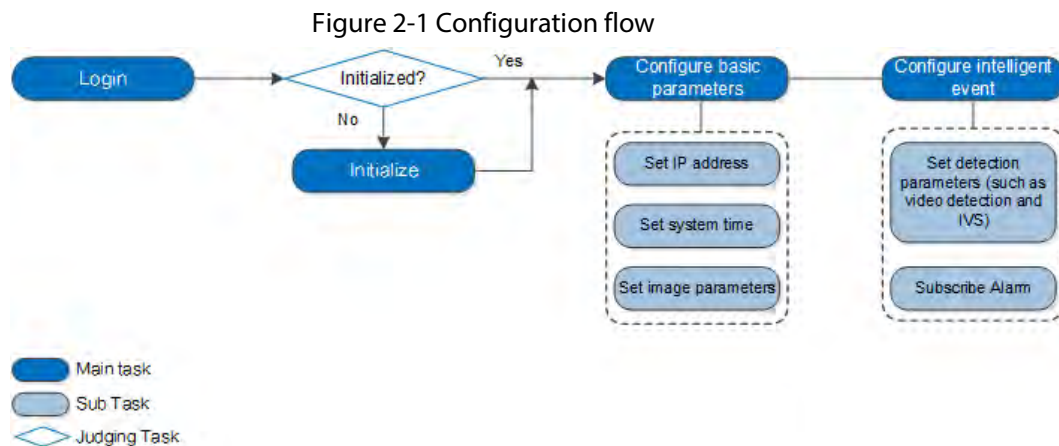 Figure 2-1 Configuration flow
Login
Initialized?
Yes
No
Initialize
Configure basic
parameters
Set IP address
Set system time
Set image parameters
Configure intelligent
event
Set detection
parameters (such as
video detection and
IVS)
Subscribe Alarm
Main task
Sub Task
Judging Task